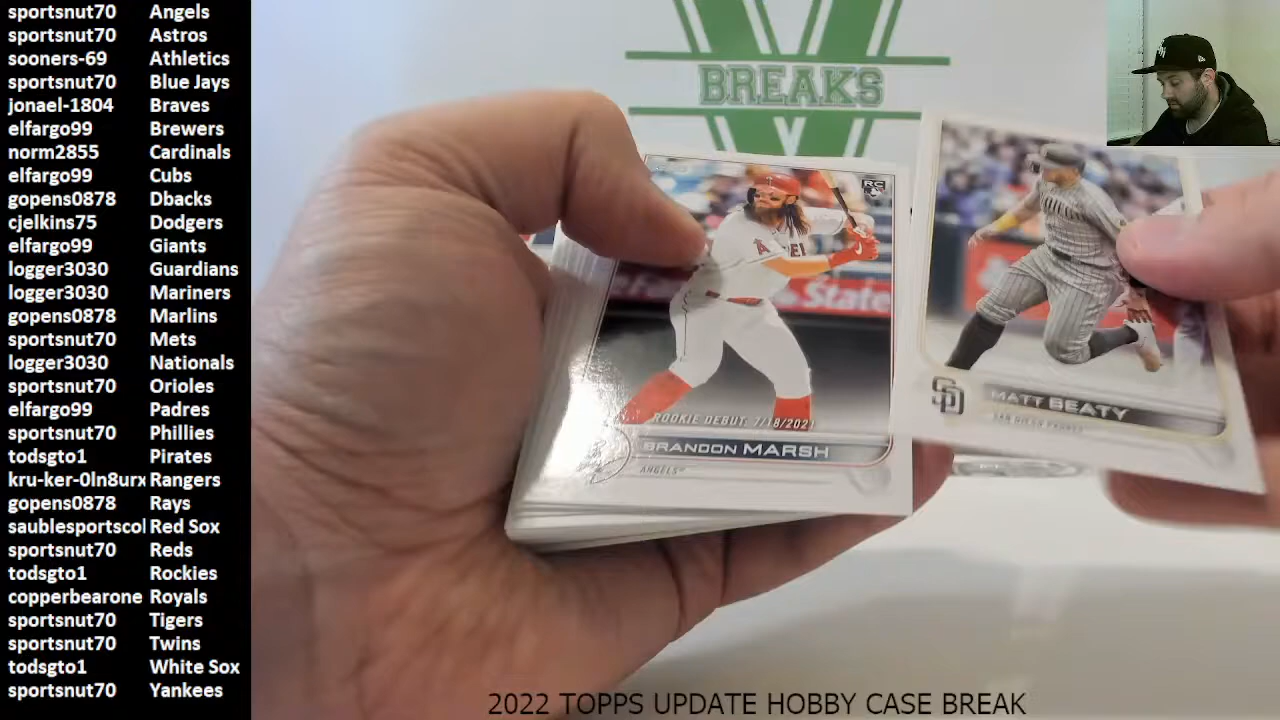 sportsnut70 Angels
sportsnut70 Astros
sooners-69 Athletics
sportsnut70 Blue Jays
jonael-1804 Braves
elfargo99 Brewers
norm2855 Cardinals
elfargo99 Cubs
gopens0878 Dbacks
cjelkins75 Dodgers
elfargo99 Giants
logger3030 Guardians
logger3030 Mariners
gopens0878 Marlins
sportsnut70 Mets
logger3030 Nationals
sportsnut70 Orioles
elfargo99 Padres
sportsnut70 Phillies
todsgto1 Pirates
kru-ker-0ln8urx Rangers
gopens0878 Rays
saublesportscol Red Sox
sportsnut70 Reds
todsgto1 Rockies
copperbearone Royals
sportsnut70 Tigers
sportsnut70 Twins
todsgto1 White Sox
sportsnut70 Yankees
V
BREAKS
RC
State
ROOKIE DEBUT: 7/18/2021
BRANDON MARSH
ANGELS
SD
MATT BEATY
SAN DIEGO PADRES
2022 TOPPS UPDATE HOBBY CASE BREAK